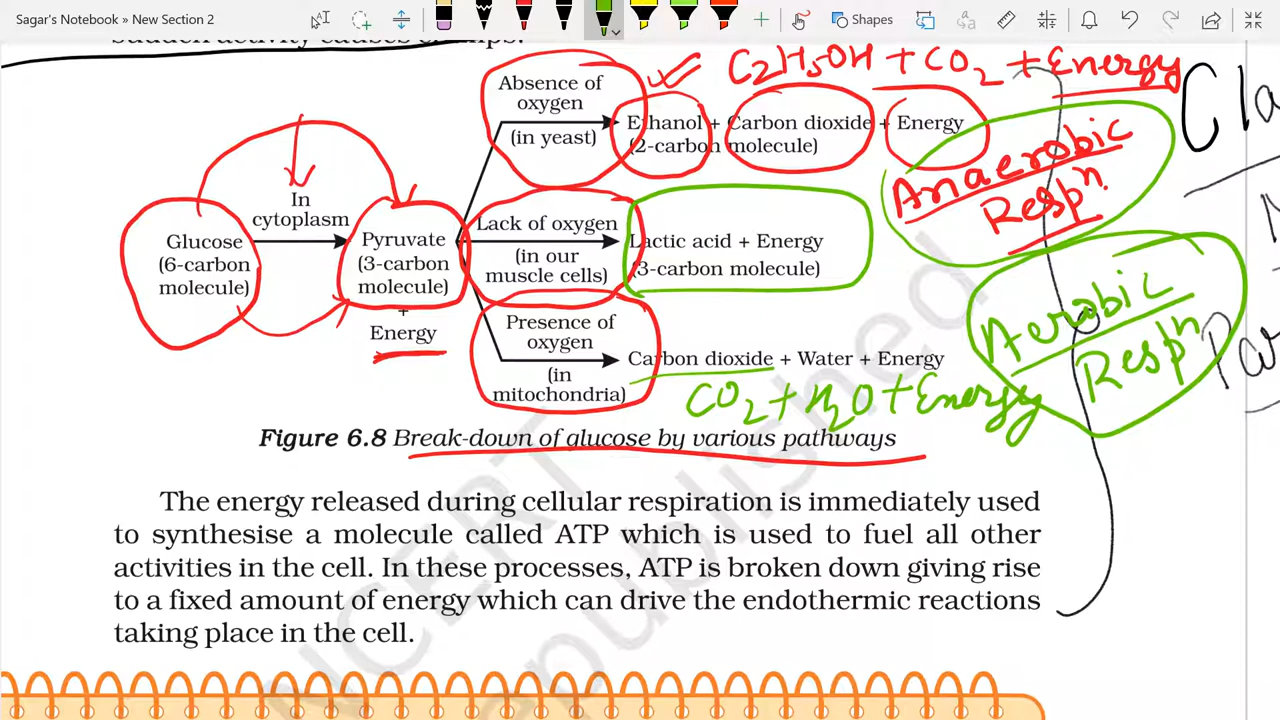 Sagar's Notebook » New Section 2
Shapes
sudden activity causes cramps.
C2H5OH + CO2 + Energy
Absence of
oxygen
(in yeast)
Ethanol + Carbon dioxide + Energy
(2-carbon molecule)
Anaerobic
Respⁿ
In
cytoplasm
Glucose
(6-carbon
molecule)
Pyruvate
(3-carbon
molecule)
+
Energy
Lack of oxygen
(in our
muscle cells)
Lactic acid + Energy
(3-carbon molecule)
Aerobic
Respⁿ
Presence of
oxygen
(in
mitochondria)
Carbon dioxide + Water + Energy
CO2 + H2O + Energy
Figure 6.8 Break-down of glucose by various pathways
The energy released during cellular respiration is immediately used
to synthesise a molecule called ATP which is used to fuel all other
activities in the cell. In these processes, ATP is broken down giving rise
to a fixed amount of energy which can drive the endothermic reactions
taking place in the cell.
NCERT
republished